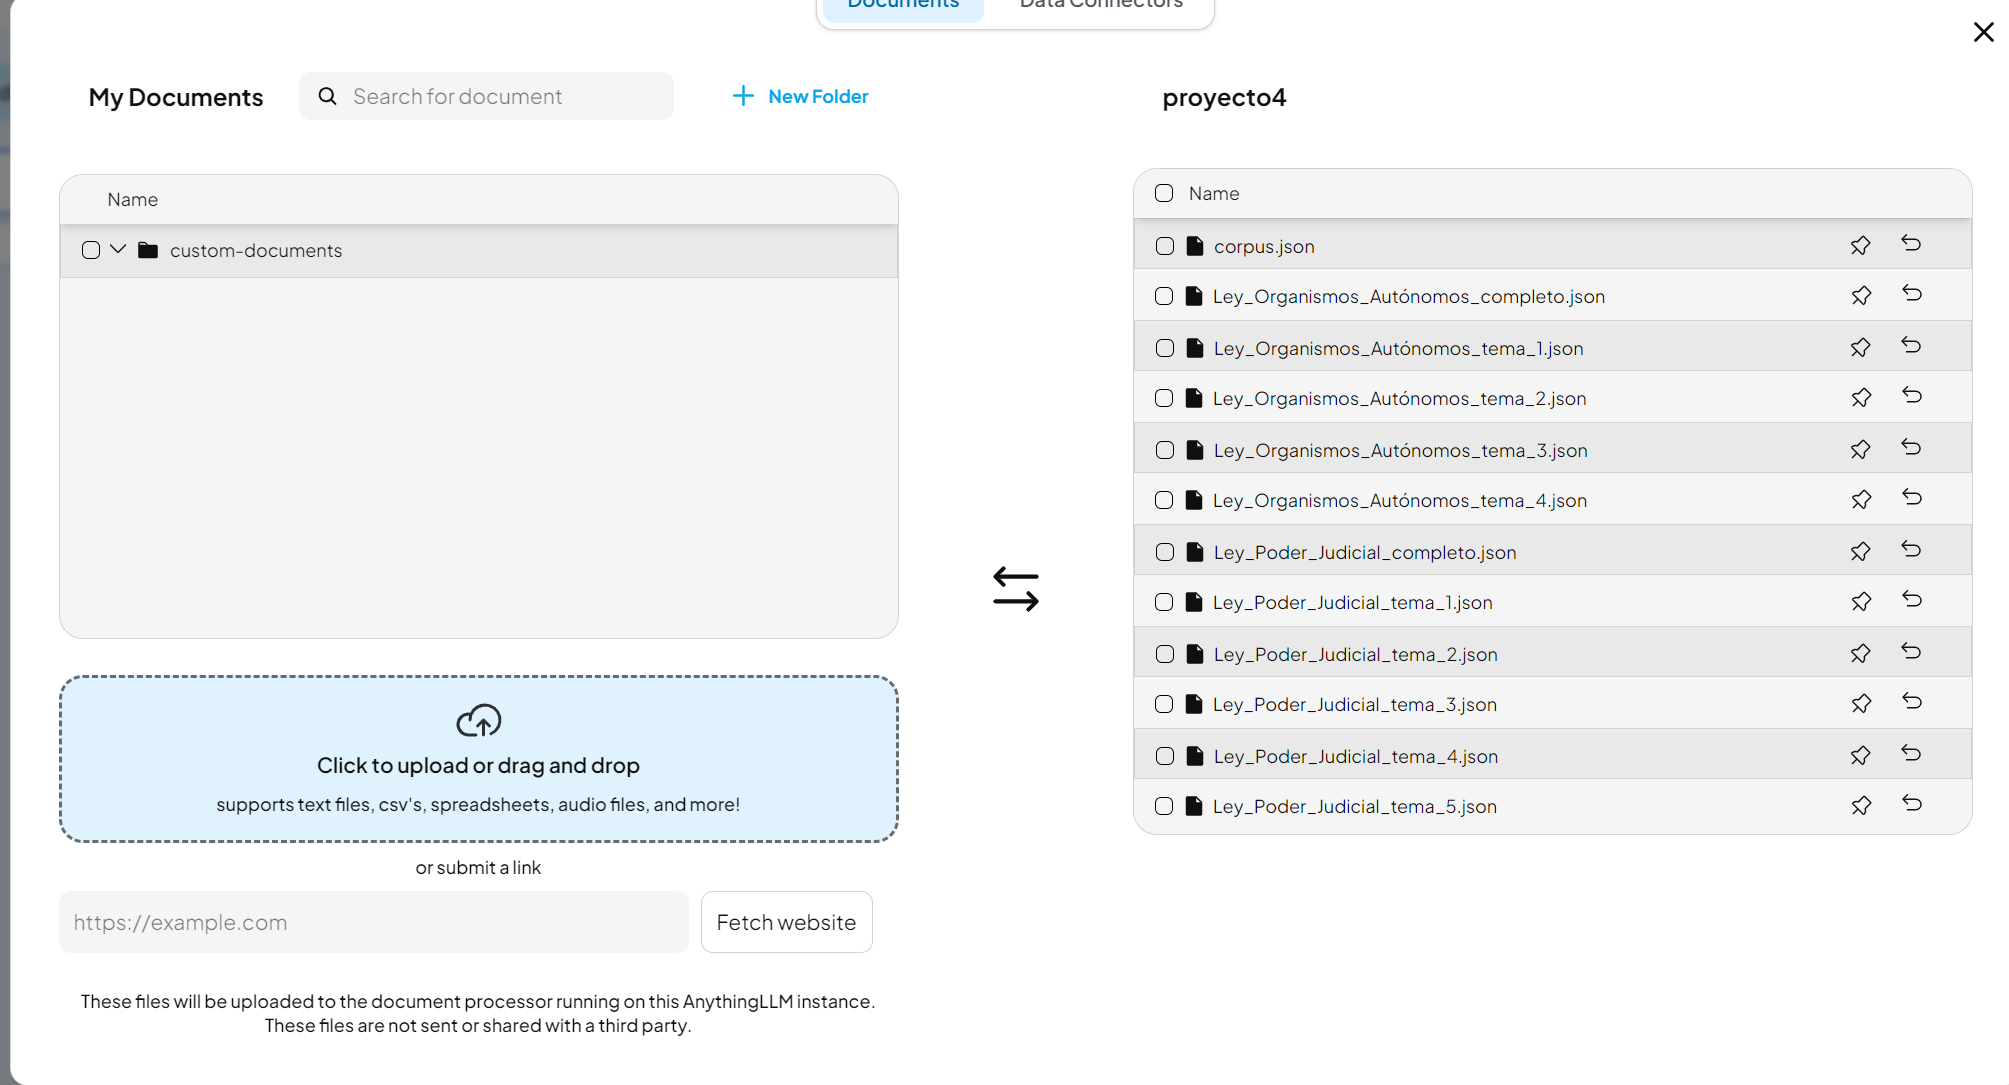 Documents
Data Connectors
My Documents
Search for document
New Folder
Name
custom-documents
Click to upload or drag and drop
supports text files, csv's, spreadsheets, audio files, and more!
or submit a link
https://example.com
Fetch website
These files will be uploaded to the document processor running on this AnythingLLM instance.
These files are not sent or shared with a third party.
proyecto4
Name
corpus.json
Ley_Organismos_Autónomos_completo.json
Ley_Organismos_Autónomos_tema_1.json
Ley_Organismos_Autónomos_tema_2.json
Ley_Organismos_Autónomos_tema_3.json
Ley_Organismos_Autónomos_tema_4.json
Ley_Poder_Judicial_completo.json
Ley_Poder_Judicial_tema_1.json
Ley_Poder_Judicial_tema_2.json
Ley_Poder_Judicial_tema_3.json
Ley_Poder_Judicial_tema_4.json
Ley_Poder_Judicial_tema_5.json